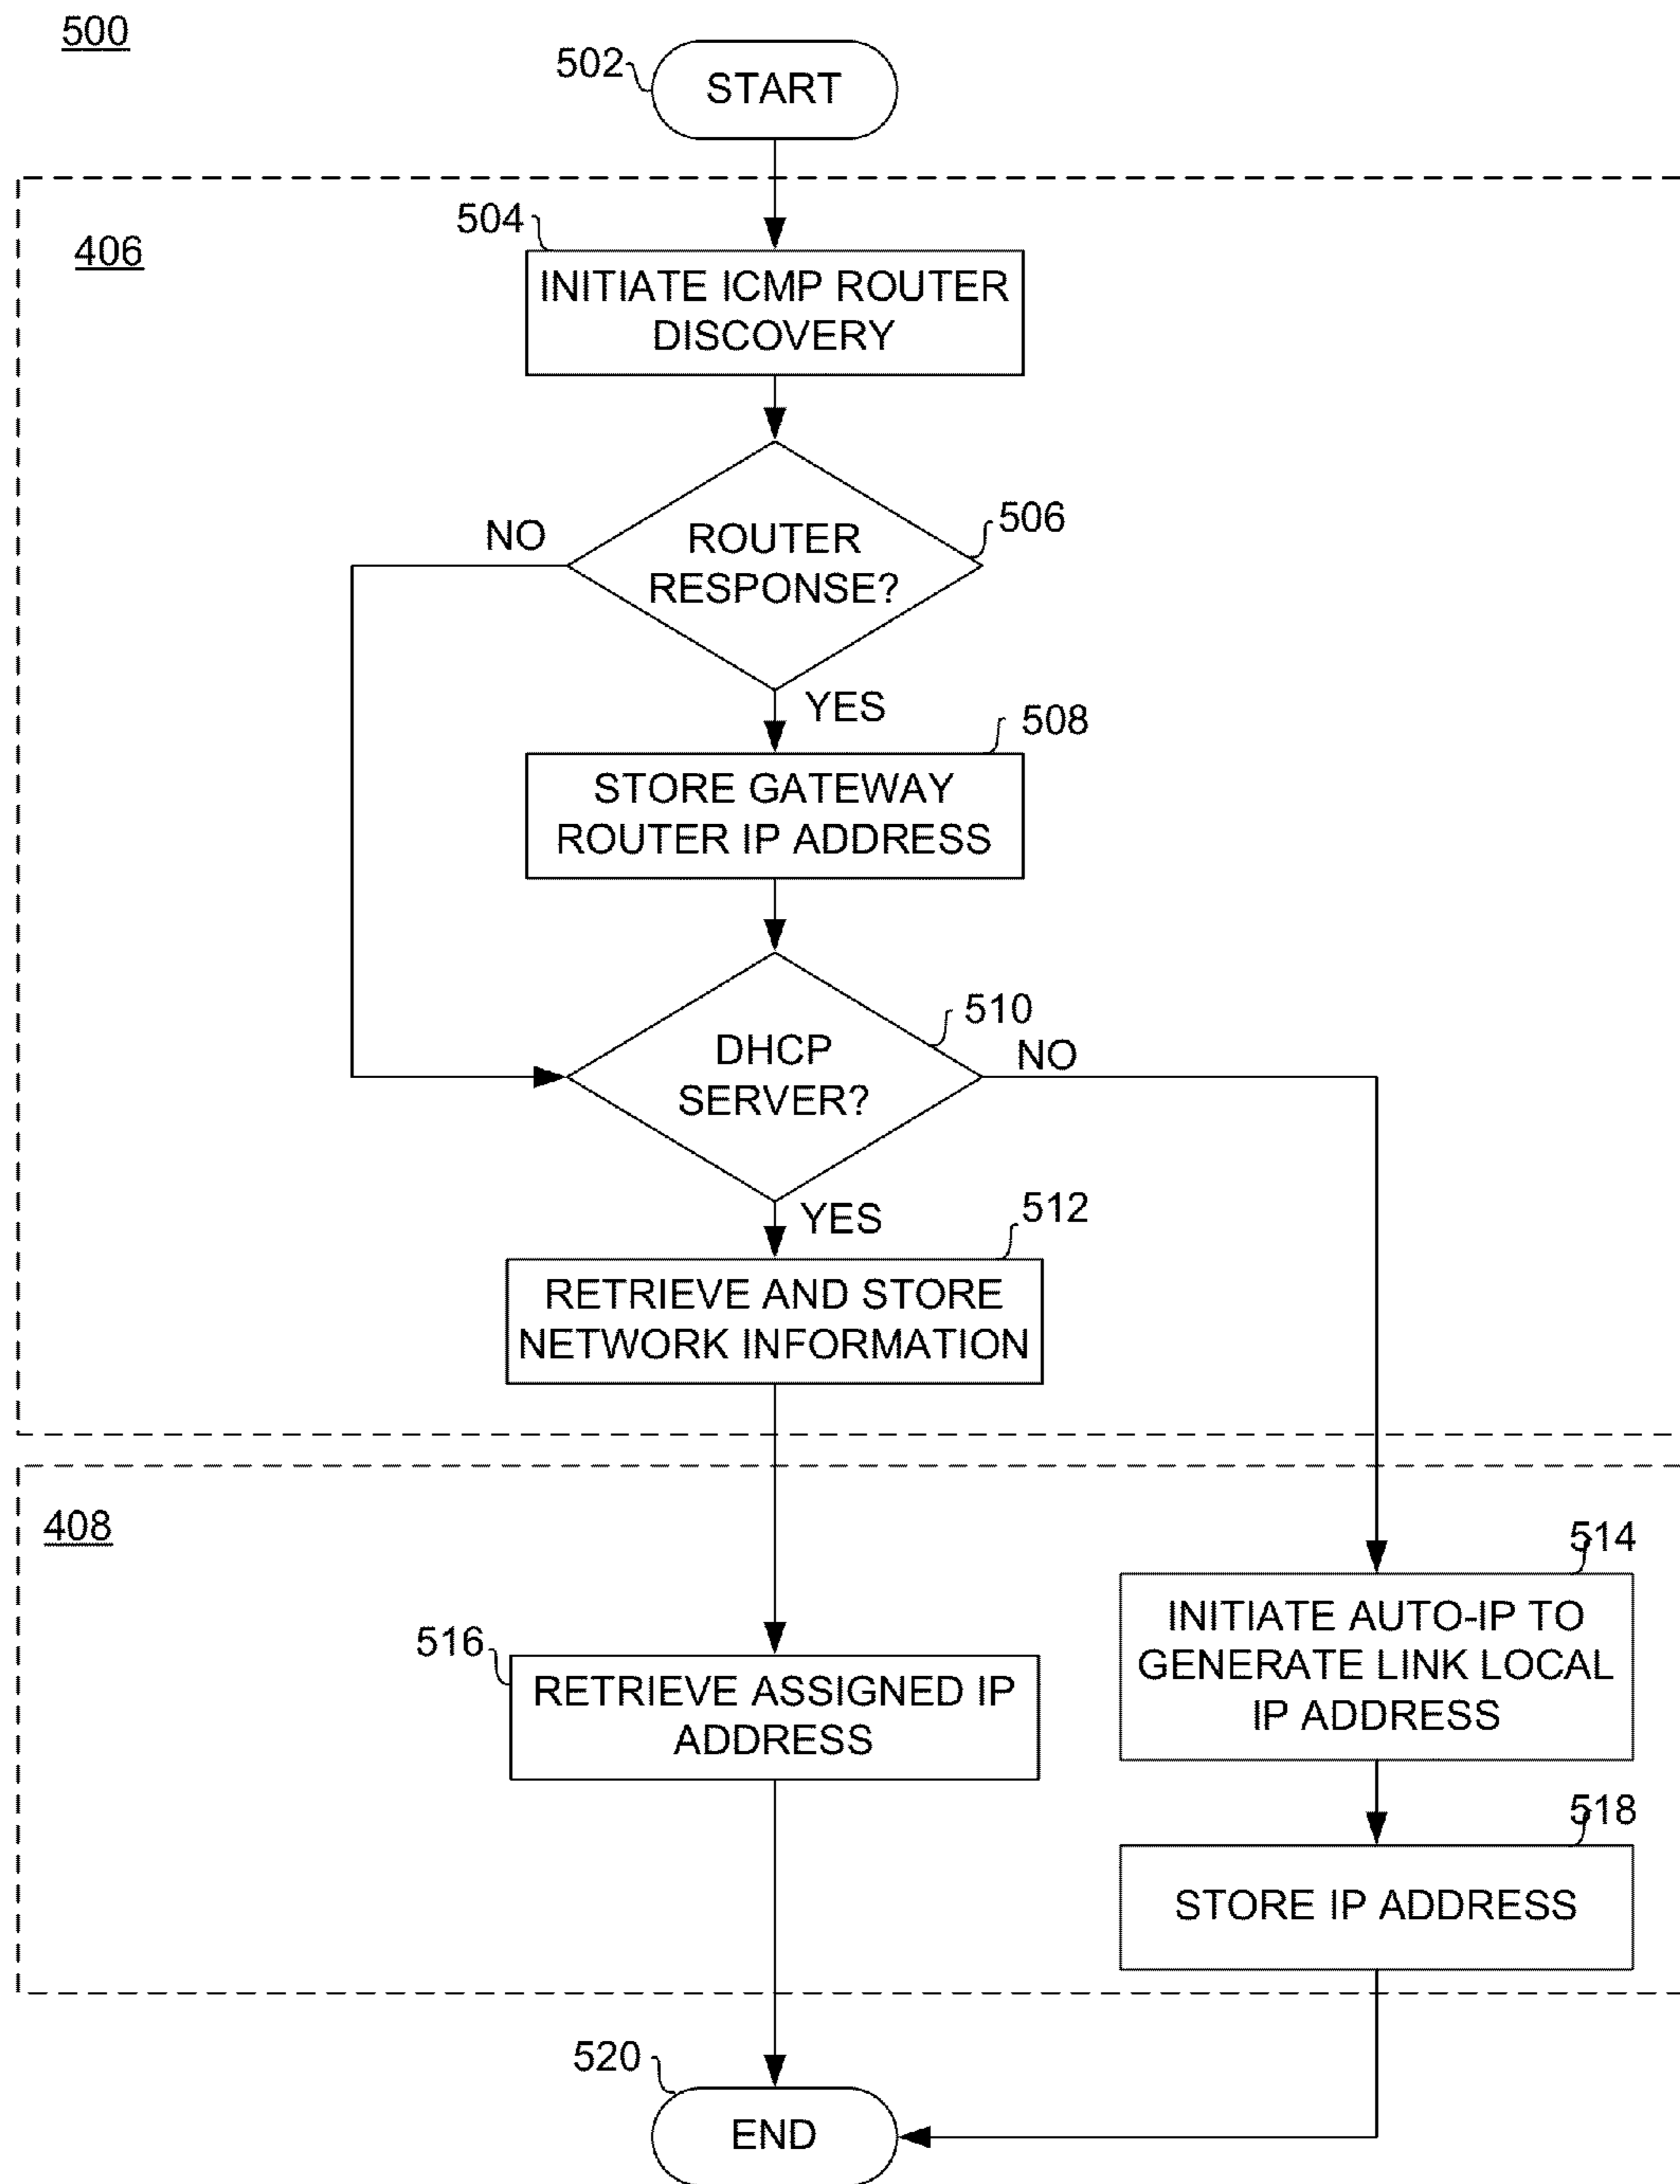 500
502
START
406
504
INITIATE ICMP ROUTER
DISCOVERY
NO
ROUTER
RESPONSE?
506
YES
508
STORE GATEWAY
ROUTER IP ADDRESS
510
DHCP
SERVER?
NO
YES
512
RETRIEVE AND STORE
NETWORK INFORMATION
408
514
INITIATE AUTO-IP TO
GENERATE LINK LOCAL
IP ADDRESS
516
RETRIEVE ASSIGNED IP
ADDRESS
518
STORE IP ADDRESS
520
END